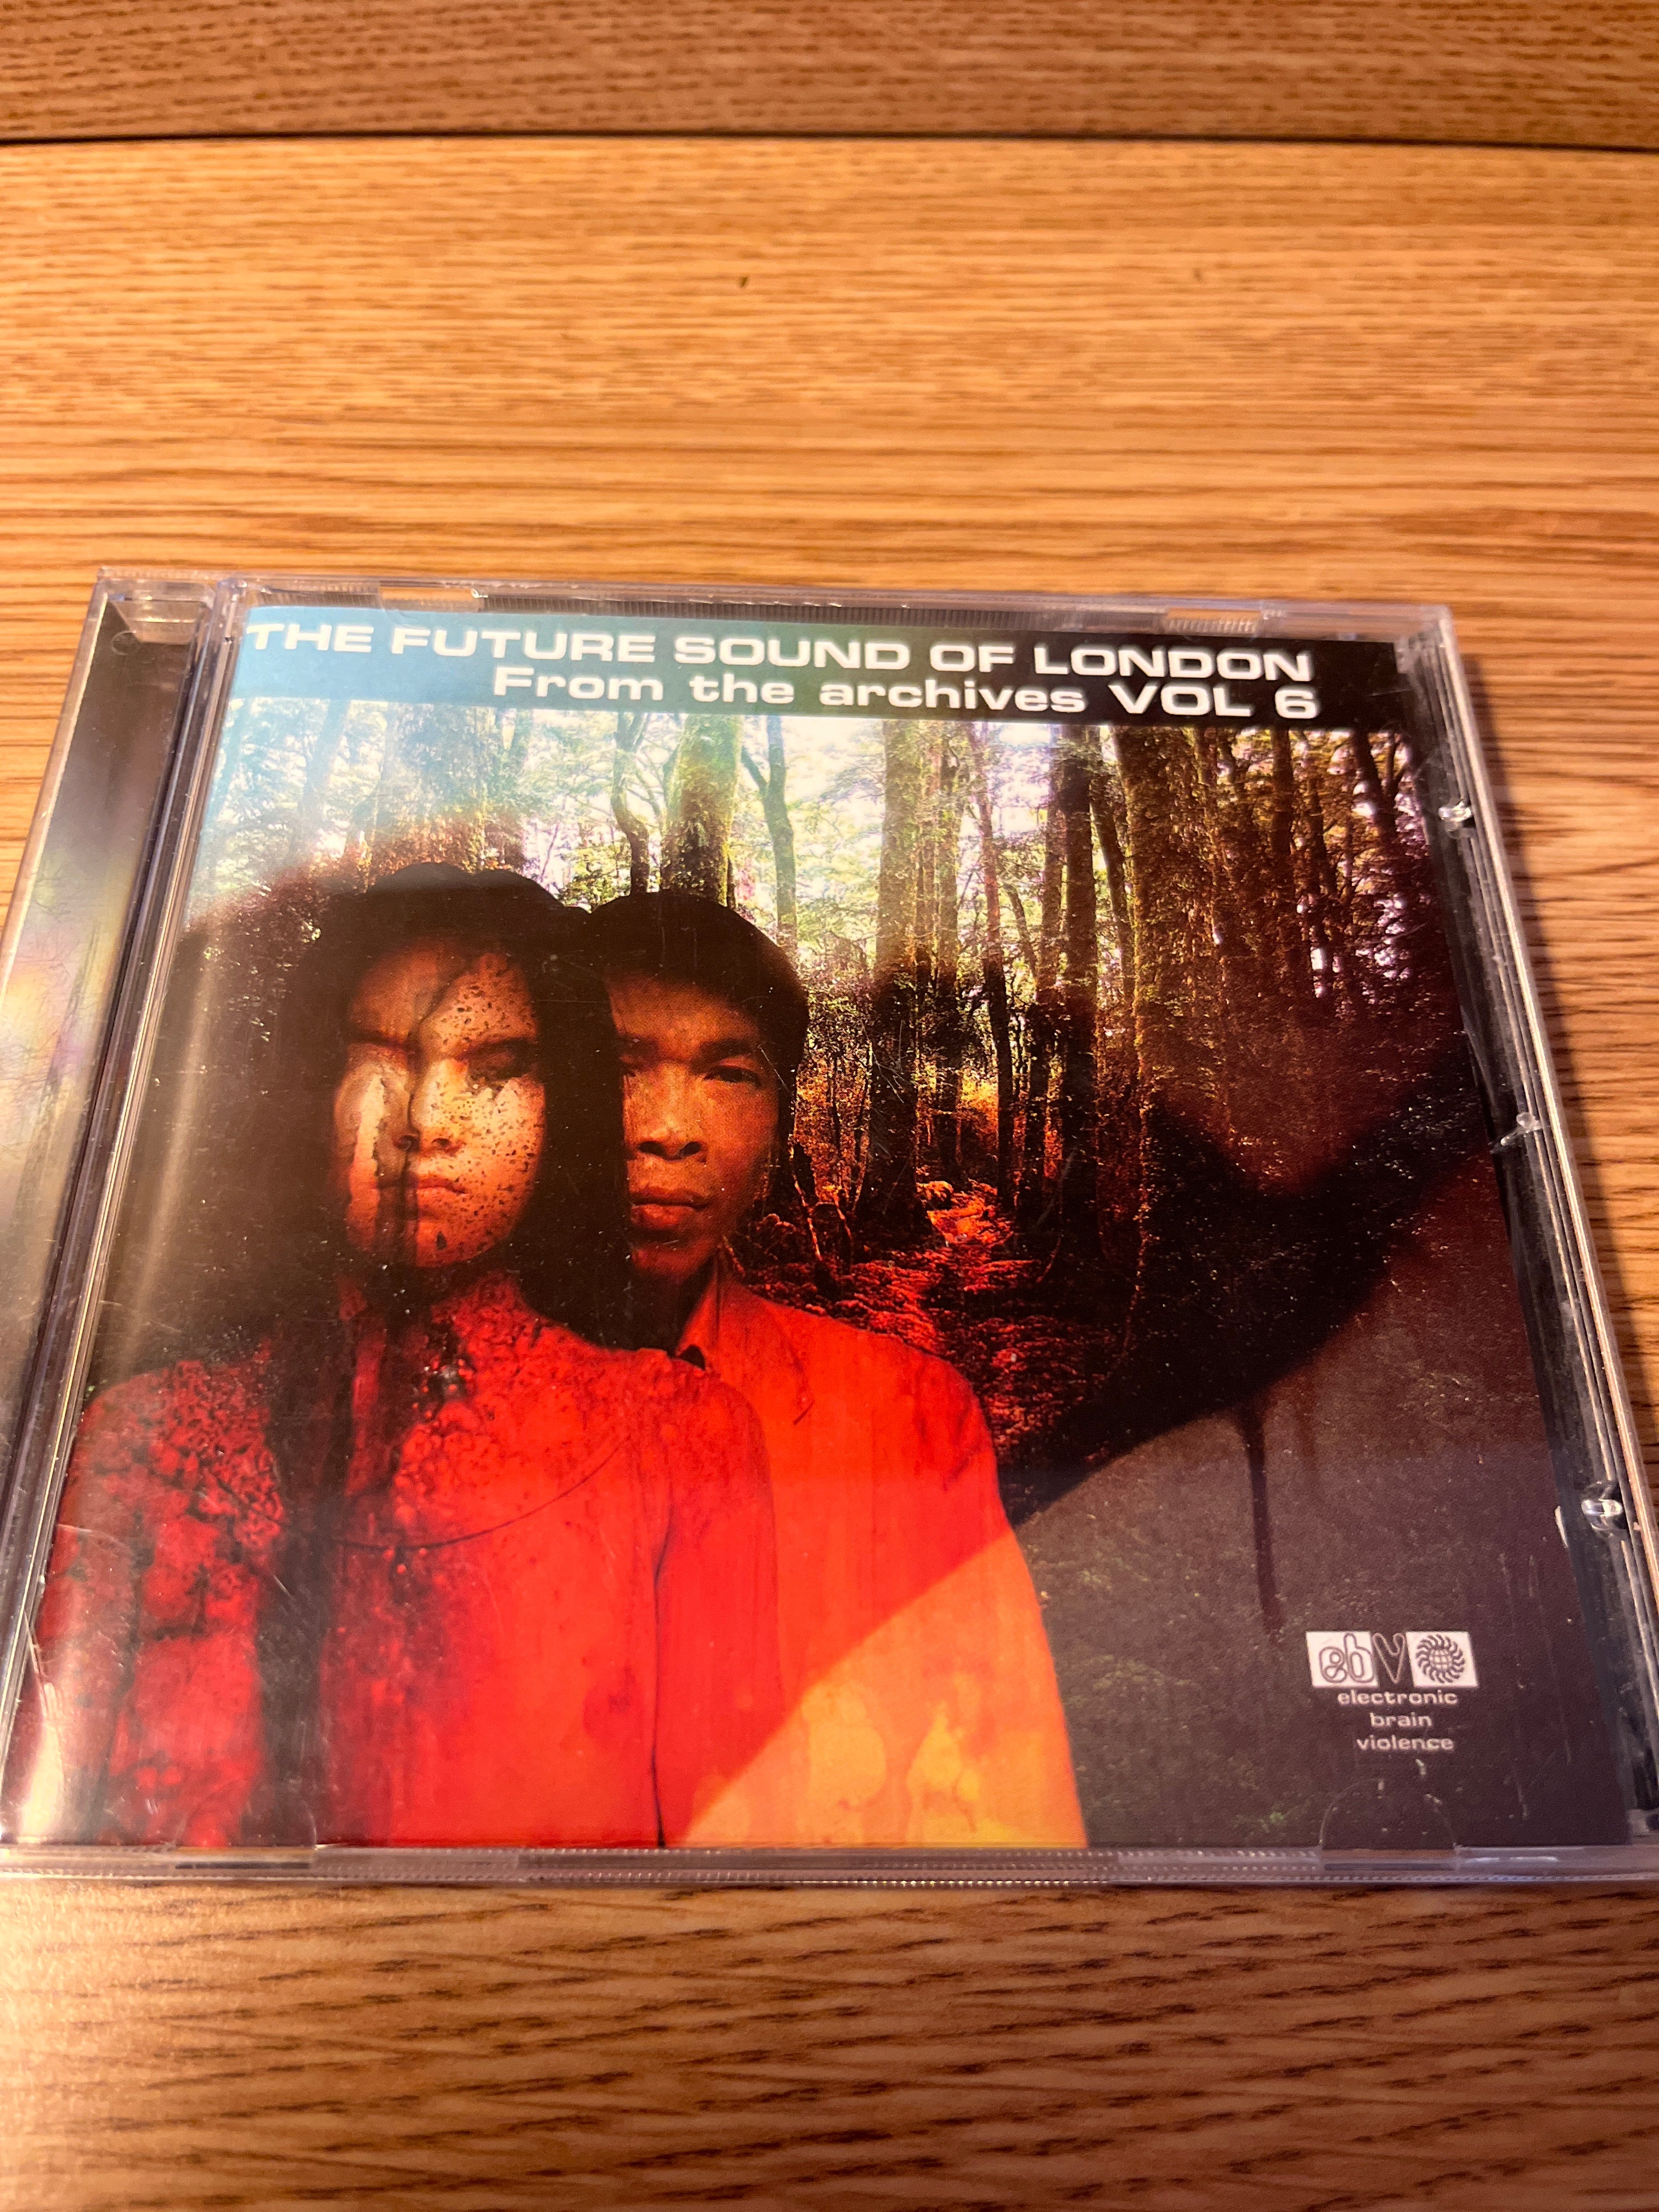 THE FUTURE SOUND OF LONDON
From the archives VOL 6
ebv
electronic
brain
violence